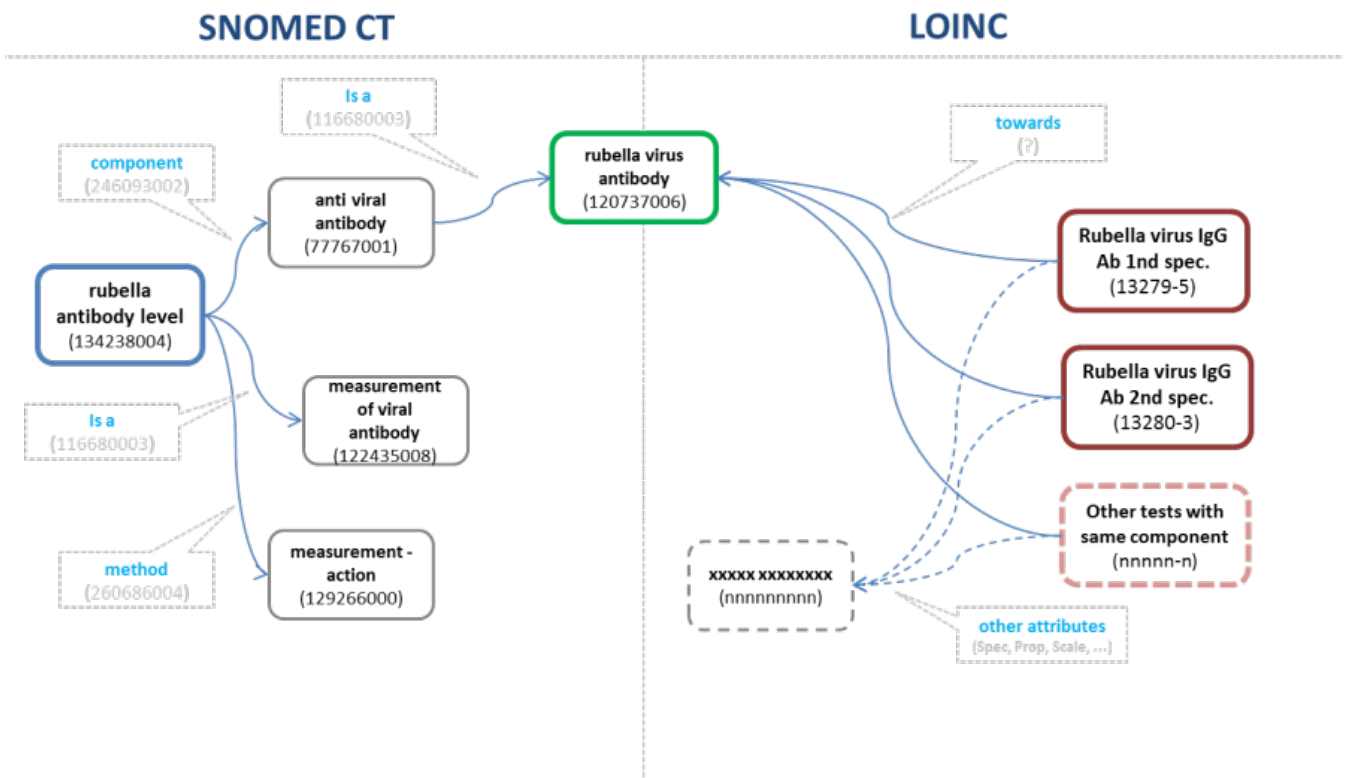 SNOMED CT
LOINC
Is a
(116680003)
towards
(?)
component
(246093002)
rubella virus
antibody
(120737006)
anti viral
antibody
(77767001)
Rubella virus IgG
Ab 1nd spec.
(13279-5)
rubella
antibody level
(134238004)
measurement
of viral
antibody
(122435008)
Rubella virus IgG
Ab 2nd spec.
(13280-3)
Is a
(116680003)
Other tests with
same component
(nnnnn-n)
method
(260686004)
measurement -
action
(129266000)
xxxxx xxxxxxxx
(nnnnnnnnn)
other attributes
(Spec, Prop, Scale, ...)